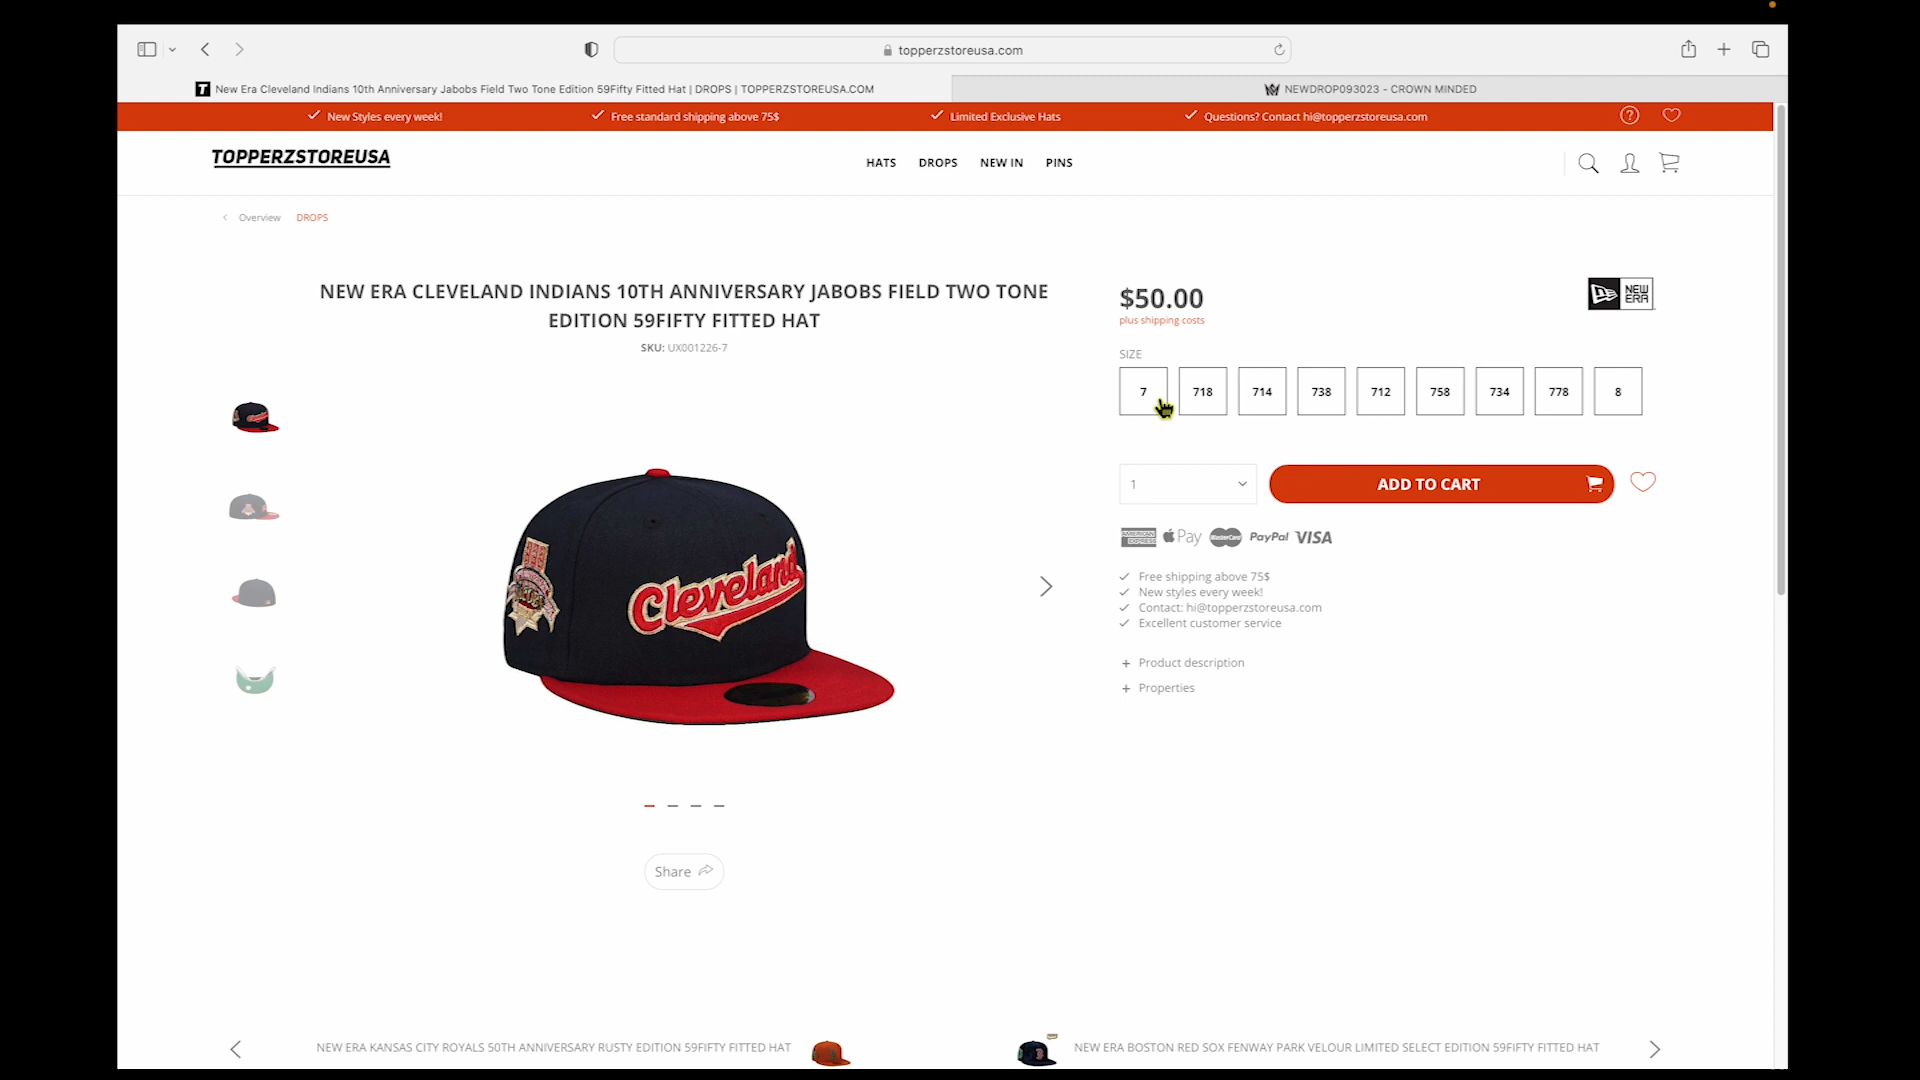 topperzstoreusa.com
New Era Cleveland Indians 10th Anniversary Jabobs Field Two Tone Edition 59Fifty Fitted Hat | DROPS | TOPPERZSTOREUSA.COM
NEWDROP093023 - CROWN MINDED
New Styles every week!
Free standard shipping above 75$
Limited Exclusive Hats
Questions? Contact hi@topperzstoreusa.com
TOPPERZSTOREUSA
HATS
DROPS
NEW IN
PINS
Overview
DROPS
NEW ERA CLEVELAND INDIANS 10TH ANNIVERSARY JABOBS FIELD TWO TONE
EDITION 59FIFTY FITTED HAT
SKU: UX001226-7
Cleveland
$50.00
plus shipping costs
NEW
ERA
SIZE
7
718
714
738
712
758
734
778
8
1
ADD TO CART
AMERICAN EXPRESS
Pay
MasterCard
PayPal
VISA
Free shipping above 75$
New styles every week!
Contact: hi@topperzstoreusa.com
Excellent customer service
+ Product description
+ Properties
Share
NEW ERA KANSAS CITY ROYALS 50TH ANNIVERSARY RUSTY EDITION 59FIFTY FITTED HAT
NEW ERA BOSTON RED SOX FENWAY PARK VELOUR LIMITED SELECT EDITION 59FIFTY FITTED HAT